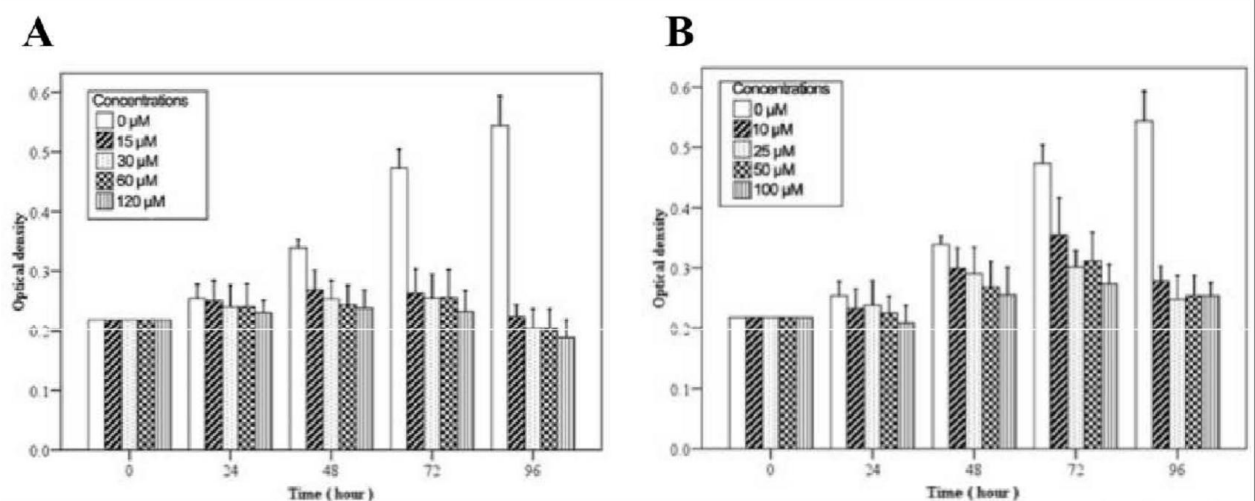 A
0.6
0.5
0.4
0.3
0.2
0.1
0.0
Optical density
Concentrations
0 µM
15 µM
30 µM
60 µM
120 µM
0 24 48 72 96
Time ( hour )
B
0.6
0.5
0.4
0.3
0.2
0.1
0.0
Optical density
Concentrations
0 µM
10 µM
25 µM
50 µM
100 µM
0 24 48 72 96
Time ( hour )